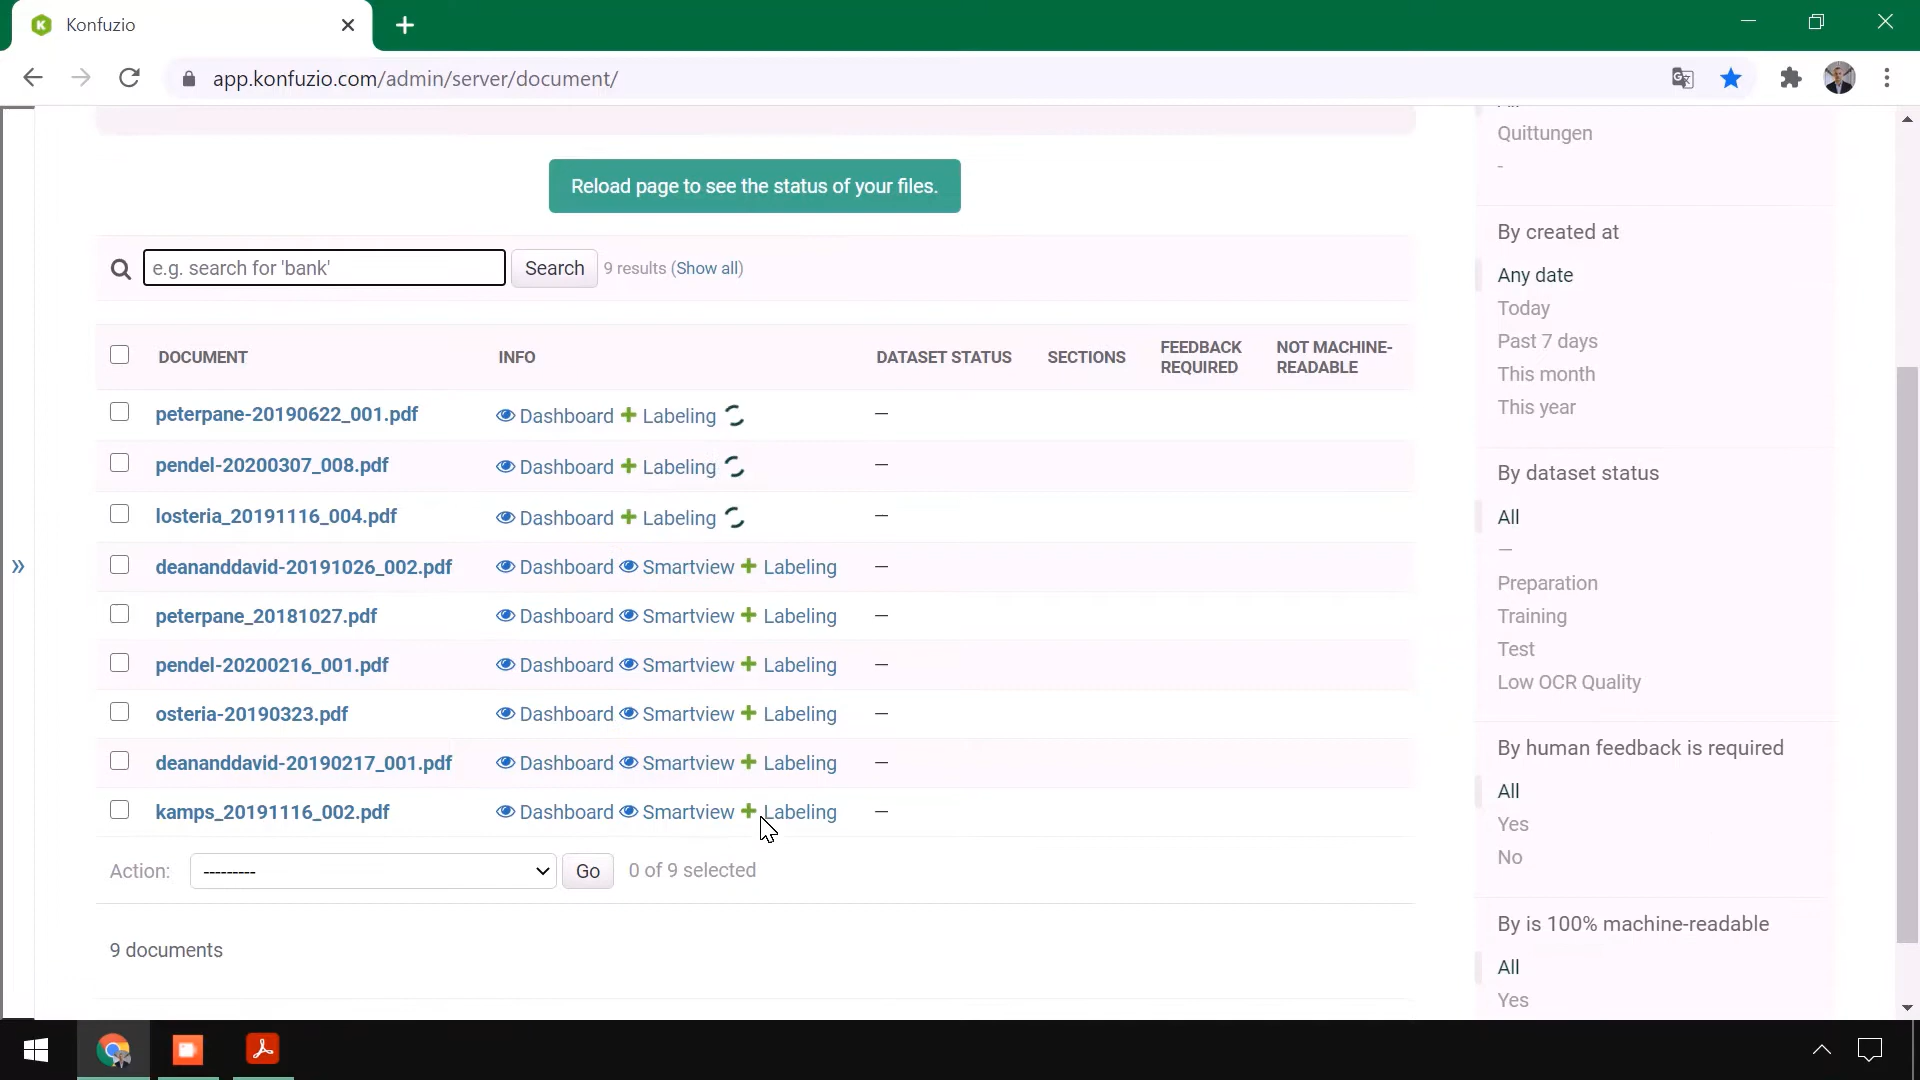 Konfuzio
app.konfuzio.com/admin/server/document/
Quittungen
-
Reload page to see the status of your files.
e.g. search for 'bank'
Search
9 results (Show all)
DOCUMENT
INFO
DATASET STATUS
SECTIONS
FEEDBACK
REQUIRED
NOT MACHINE-
READABLE
peterpane-20190622_001.pdf Dashboard Labeling —
pendel-20200307_008.pdf Dashboard Labeling —
losteria_20191116_004.pdf Dashboard Labeling —
deananddavid-20191026_002.pdf Dashboard Smartview Labeling —
peterpane_20181027.pdf Dashboard Smartview Labeling —
pendel-20200216_001.pdf Dashboard Smartview Labeling —
osteria-20190323.pdf Dashboard Smartview Labeling —
deananddavid-20190217_001.pdf Dashboard Smartview Labeling —
kamps_20191116_002.pdf Dashboard Smartview Labeling —
Action: --------- Go 0 of 9 selected
9 documents
By created at
Any date
Today
Past 7 days
This month
This year
By dataset status
All
—
Preparation
Training
Test
Low OCR Quality
By human feedback is required
All
Yes
No
By is 100% machine-readable
All
Yes